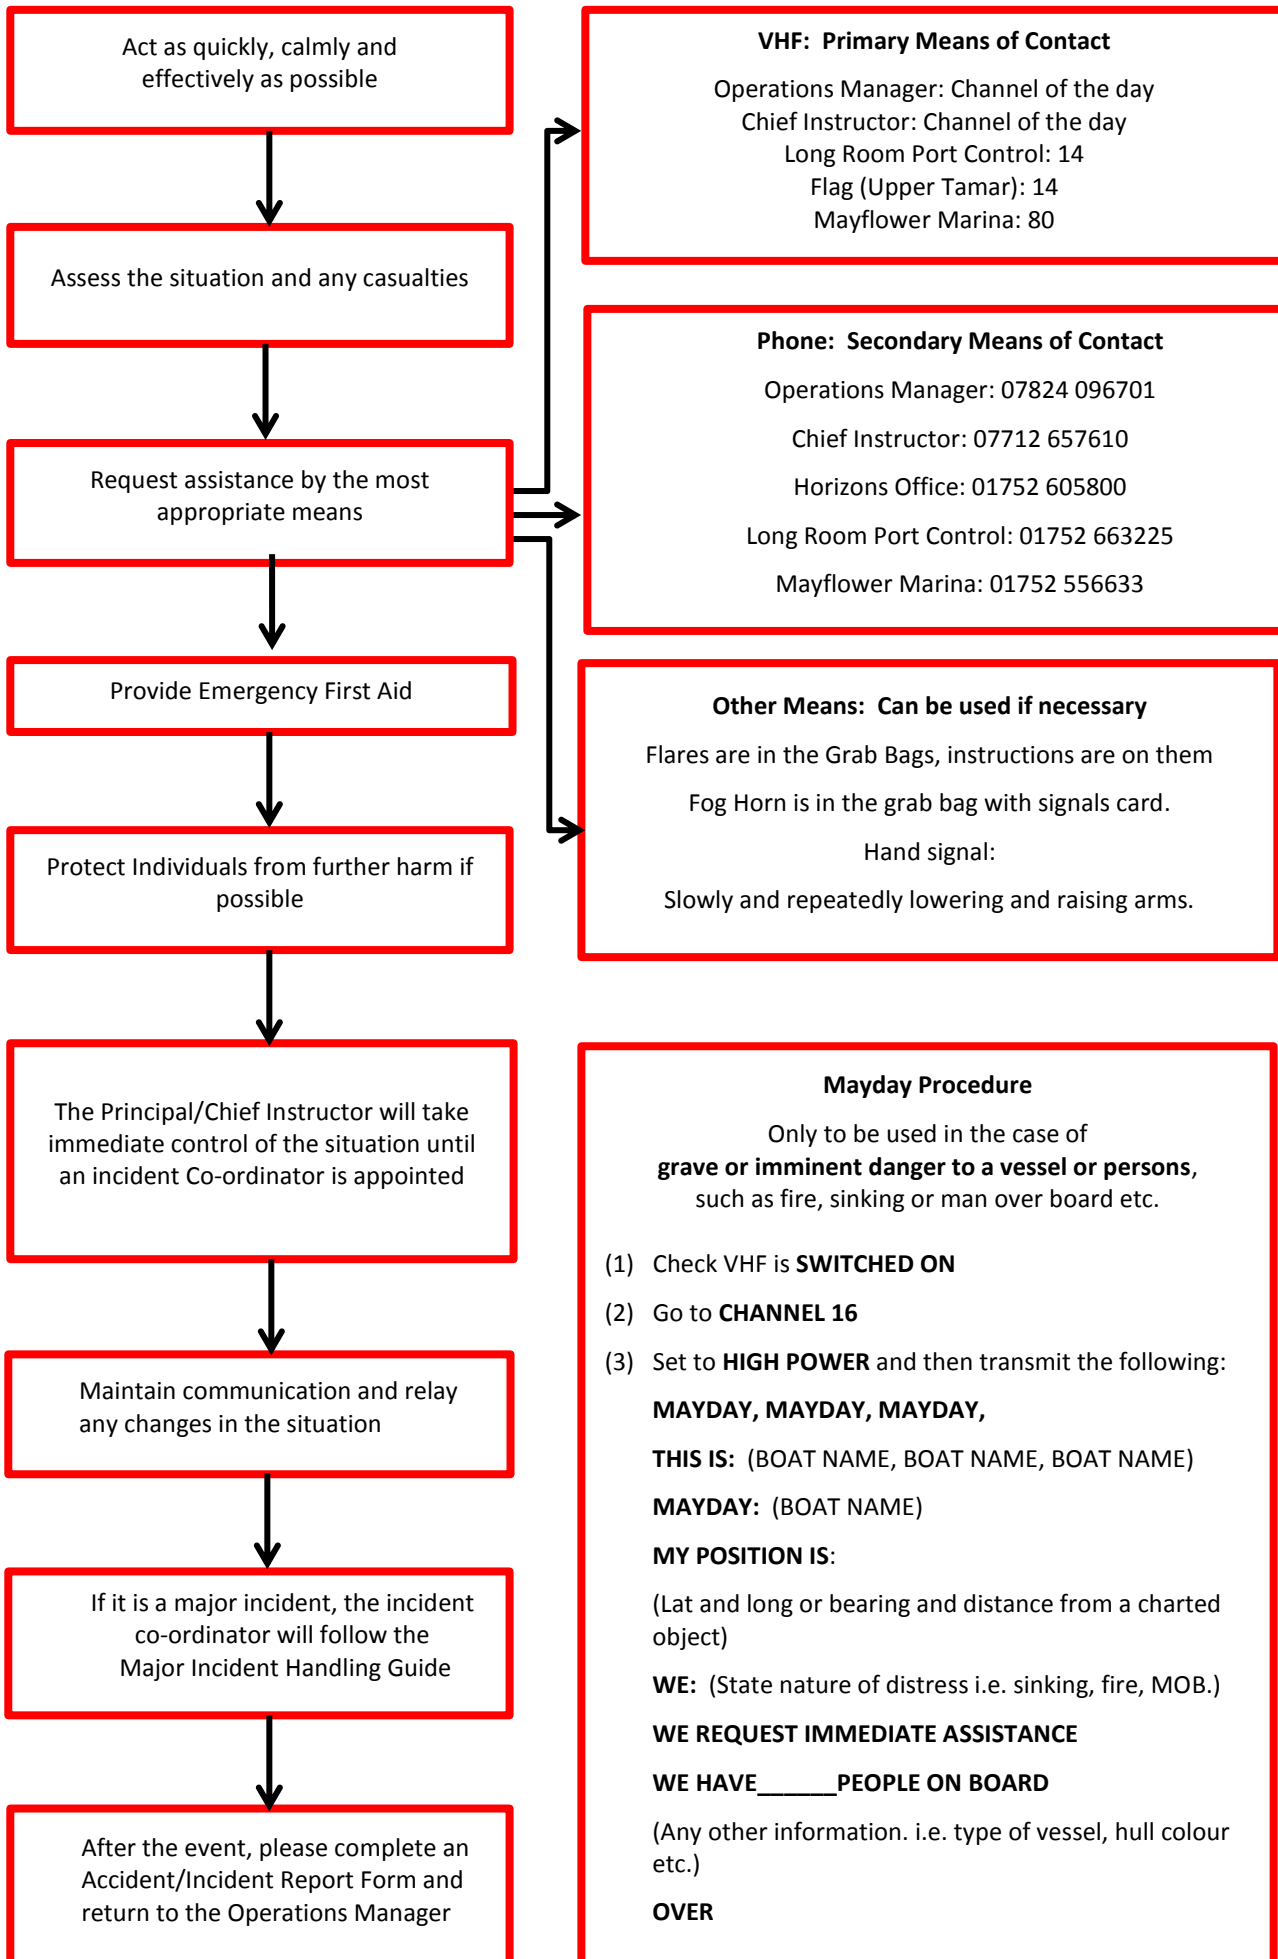 Act as quickly, calmly and
effectively as possible
Assess the situation and any casualties
Request assistance by the most
appropriate means
Provide Emergency First Aid
Protect Individuals from further harm if
possible
The Principal/Chief Instructor will take
immediate control of the situation until
an incident Co-ordinator is appointed
Maintain communication and relay
any changes in the situation
If it is a major incident, the incident
co-ordinator will follow the
Major Incident Handling Guide
After the event, please complete an
Accident/Incident Report Form and
return to the Operations Manager
VHF:  Primary Means of Contact
Operations Manager: Channel of the day
Chief Instructor: Channel of the day
Long Room Port Control: 14
Flag (Upper Tamar): 14
Mayflower Marina: 80
Phone:  Secondary Means of Contact
Operations Manager: 07824 096701
Chief Instructor: 07712 657610
Horizons Office: 01752 605800
Long Room Port Control: 01752 663225
Mayflower Marina: 01752 556633
Other Means:  Can be used if necessary
Flares are in the Grab Bags, instructions are on them
Fog Horn is in the grab bag with signals card.
Hand signal:
Slowly and repeatedly lowering and raising arms.
Mayday Procedure
Only to be used in the case of
grave or imminent danger to a vessel or persons,
such as fire, sinking or man over board etc.
(1) Check VHF is SWITCHED ON
(2) Go to CHANNEL 16
(3) Set to HIGH POWER and then transmit the following:
MAYDAY, MAYDAY, MAYDAY,
THIS IS:  (BOAT NAME, BOAT NAME, BOAT NAME)
MAYDAY:  (BOAT NAME)
MY POSITION IS:
(Lat and long or bearing and distance from a charted
object)
WE:  (State nature of distress i.e. sinking, fire, MOB.)
WE REQUEST IMMEDIATE ASSISTANCE
WE HAVE______PEOPLE ON BOARD
(Any other information. i.e. type of vessel, hull colour
etc.)
OVER